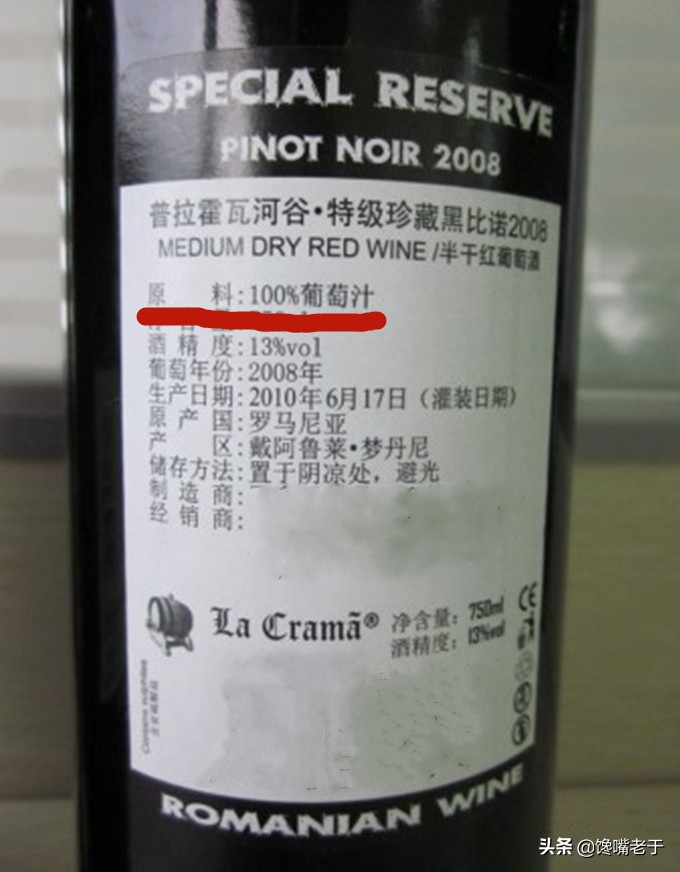 SPECIAL RESERVE
PINOT NOIR 2008
普拉霍瓦河谷·特级珍藏黑比诺2008
MEDIUM DRY RED WINE /半干红葡萄酒
原 料:100%葡萄汁
酒 精 度:13%vol
葡萄年份:2008年
生产日期:2010年6月17日（灌装日期）
原 产 国:罗马尼亚
产 区:戴阿鲁莱·梦丹尼
储存方法:置于阴凉处，避光
制 造 商:
经 销 商:
La Cramã®
净含量: 750ml
酒精度: 13%vol
CE
Contains sulphites
ROMANIAN WINE
头条 @馋嘴老于